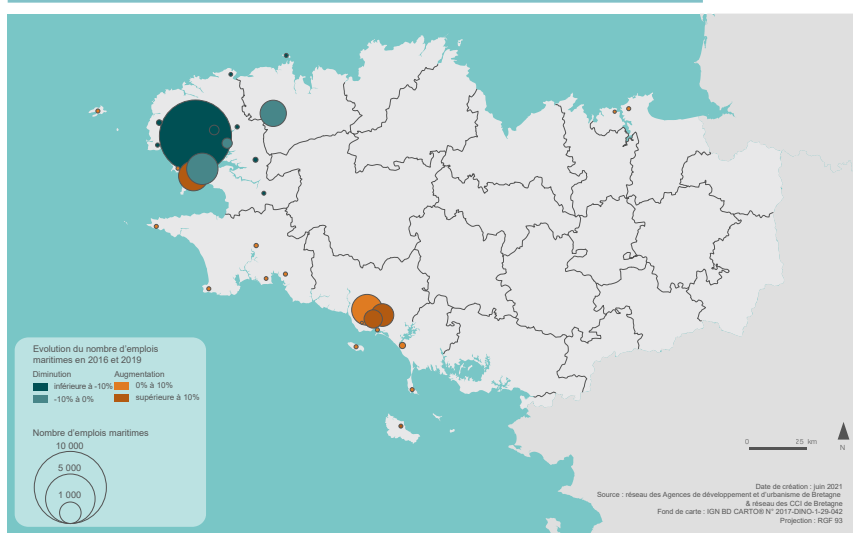 Evolution du nombre d'emplois
maritimes en 2016 et 2019
Diminution Augmentation
inférieure à -10% 0% à 10%
-10% à 0% supérieure à 10%
Nombre d'emplois maritimes
10 000
5 000
1 000
0 25 km
N
Date de création : juin 2021
Source : réseau des Agences de développement et d'urbanisme de Bretagne
& réseau des CCI de Bretagne
Fond de carte : IGN BD CARTO® N° 2017-DINO-1-29-042
Projection : RGF 93